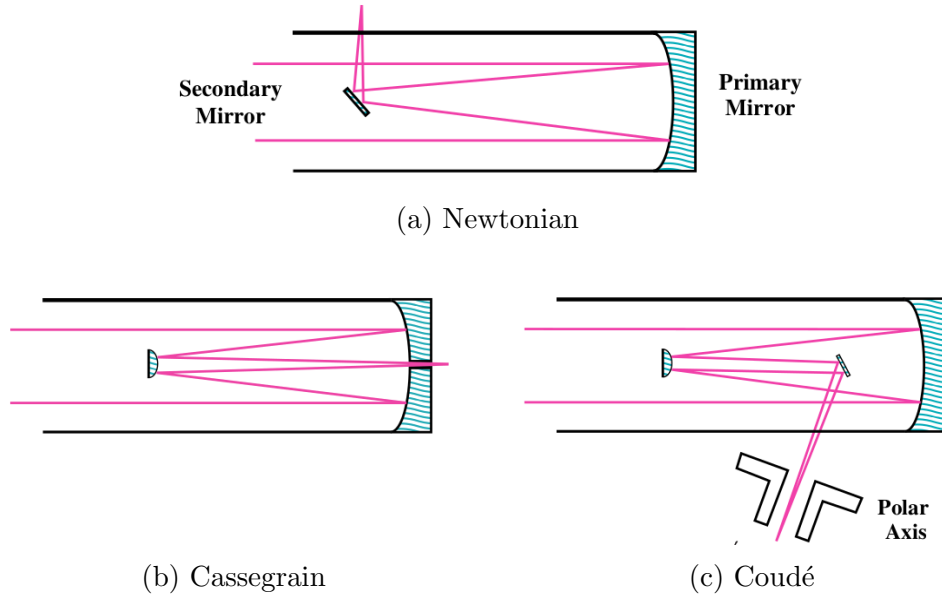 Secondary
Mirror
Primary
Mirror
(a) Newtonian
Polar
Axis
(b) Cassegrain
(c) Coudé